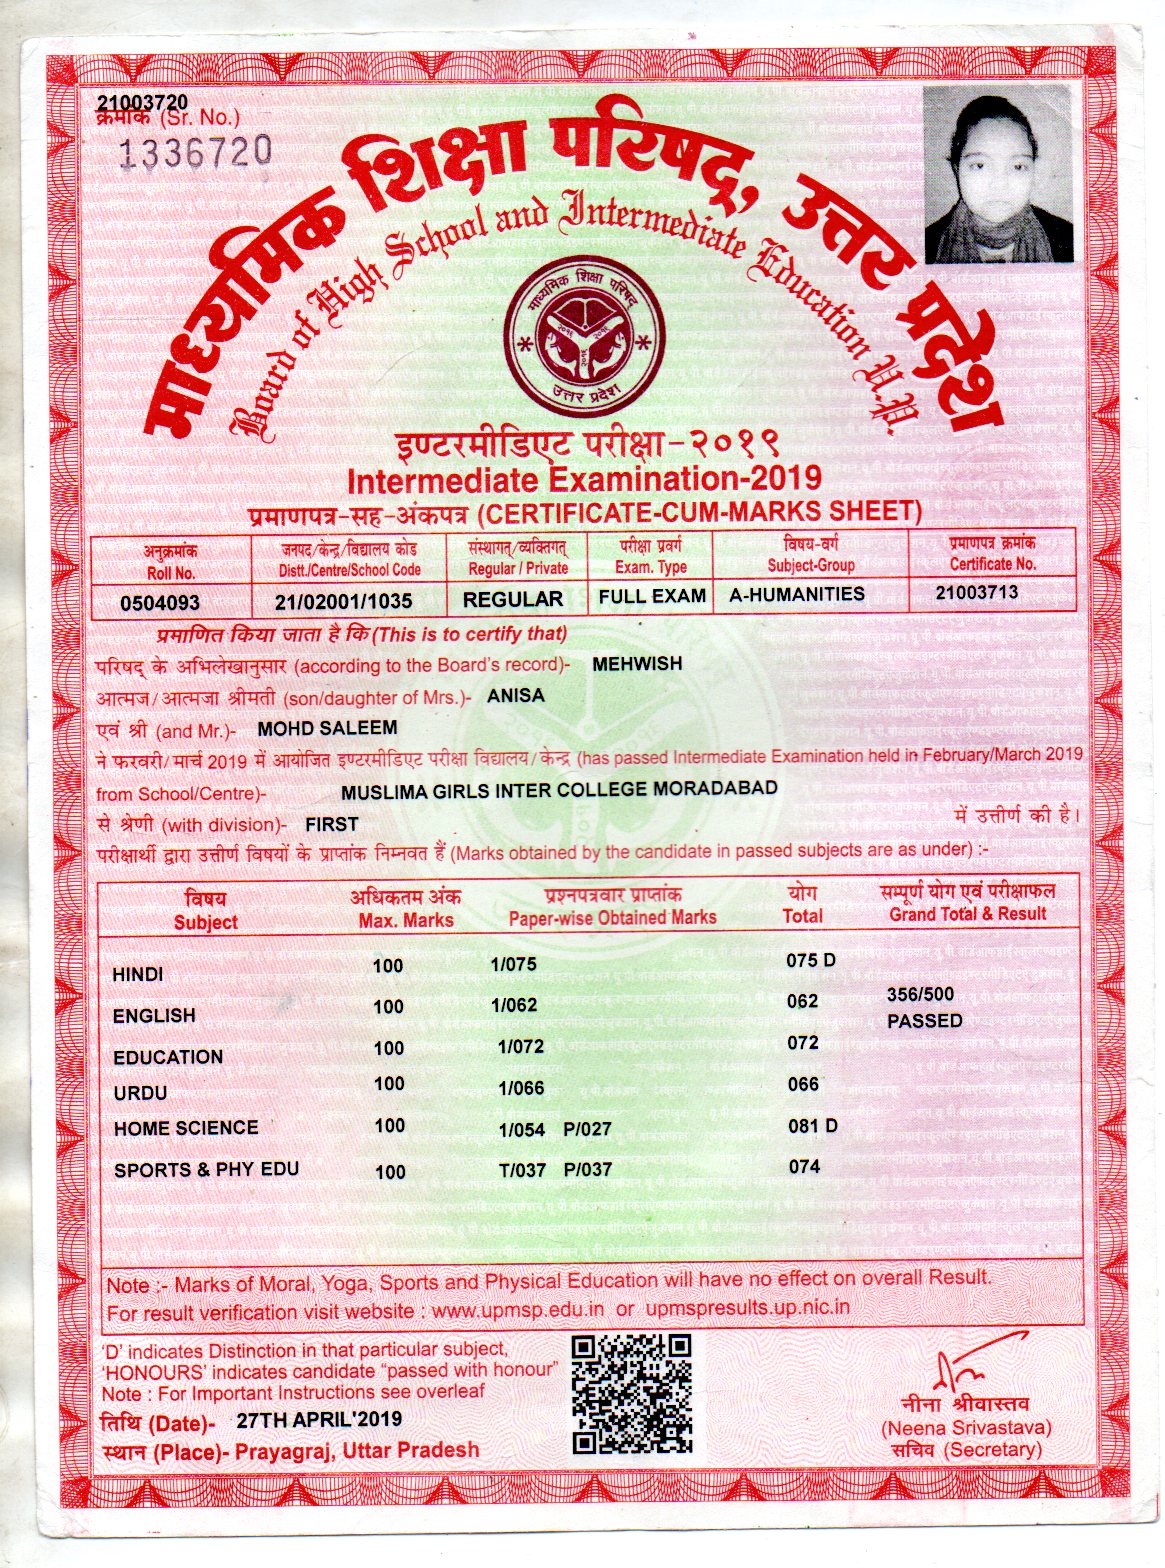 21003720
क्रमांक (Sr. No.)
1336720
माध्यमिक शिक्षा परिषद्, उत्तर प्रदेश
Board of High School and Intermediate Education U.P.
माध्यमिक शिक्षा परिषद
उत्तर प्रदेश
इण्टरमीडिएट परीक्षा-२०१९
Intermediate Examination-2019
प्रमाणपत्र-सह-अंकपत्र (CERTIFICATE-CUM-MARKS SHEET)
अनुक्रमांक जनपद/केन्द्र/विद्यालय कोड संस्थागत्/व्यक्तिगत् परीक्षा प्रवर्ग विषय-वर्ग प्रमाणपत्र क्रमांक
Roll No. Distt./Centre/School Code Regular / Private Exam. Type Subject-Group Certificate No.
0504093 21/02001/1035 REGULAR FULL EXAM A-HUMANITIES 21003713
प्रमाणित किया जाता है कि (This is to certify that)
परिषद् के अभिलेखानुसार (according to the Board's record)- MEHWISH
आत्मज/आत्मजा श्रीमती (son/daughter of Mrs.)- ANISA
एवं श्री (and Mr.)- MOHD SALEEM
ने फरवरी/मार्च 2019 में आयोजित इण्टरमीडिएट परीक्षा विद्यालय/केन्द्र (has passed Intermediate Examination held in February/March 2019
from School/Centre)- MUSLIMA GIRLS INTER COLLEGE MORADABAD
से श्रेणी (with division)- FIRST में उत्तीर्ण की है।
परीक्षार्थी द्वारा उत्तीर्ण विषयों के प्राप्तांक निम्नवत हैं (Marks obtained by the candidate in passed subjects are as under) :-
विषय अधिकतम अंक प्रश्नपत्रवार प्राप्तांक योग सम्पूर्ण योग एवं परीक्षाफल
Subject Max. Marks Paper-wise Obtained Marks Total Grand Total & Result
HINDI 100 1/075 075 D
ENGLISH 100 1/062 062 356/500
PASSED
EDUCATION 100 1/072 072
URDU 100 1/066 066
HOME SCIENCE 100 1/054 P/027 081 D
SPORTS & PHY EDU 100 T/037 P/037 074
Note :- Marks of Moral, Yoga, Sports and Physical Education will have no effect on overall Result.
For result verification visit website : www.upmsp.edu.in or upmspresults.up.nic.in
'D' indicates Distinction in that particular subject,
'HONOURS' indicates candidate "passed with honour"
Note : For Important Instructions see overleaf
तिथि (Date)- 27TH APRIL'2019
स्थान (Place)- Prayagraj, Uttar Pradesh
नीना श्रीवास्तव
(Neena Srivastava)
सचिव (Secretary)